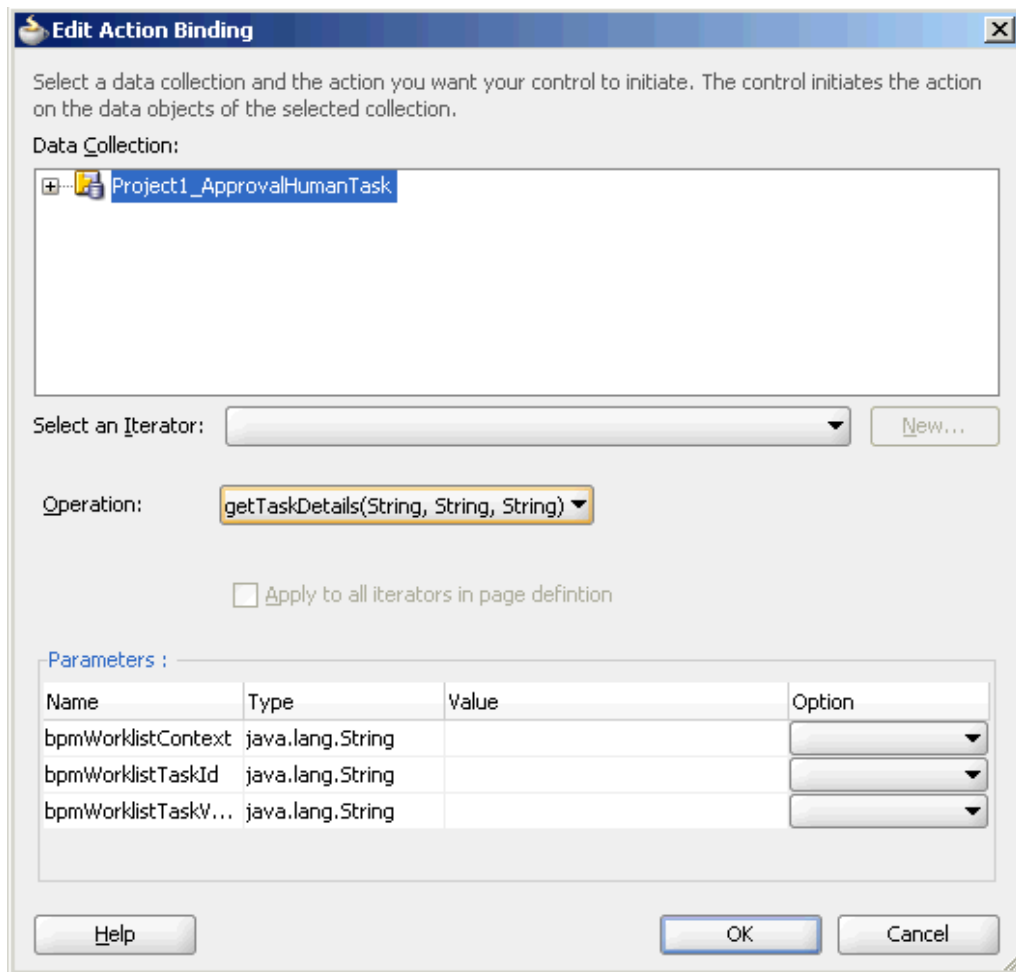 Edit Action Binding
Select a data collection and the action you want your control to initiate. The control initiates the action
on the data objects of the selected collection.
Data Collection:
Project1_ApprovalHumanTask
Select an Iterator:
New...
Operation:
getTaskDetails(String, String, String)
Apply to all iterators in page defintion
Parameters :
Name Type Value Option
bpmWorklistContext java.lang.String
bpmWorklistTaskId java.lang.String
bpmWorklistTaskV... java.lang.String
Help OK Cancel